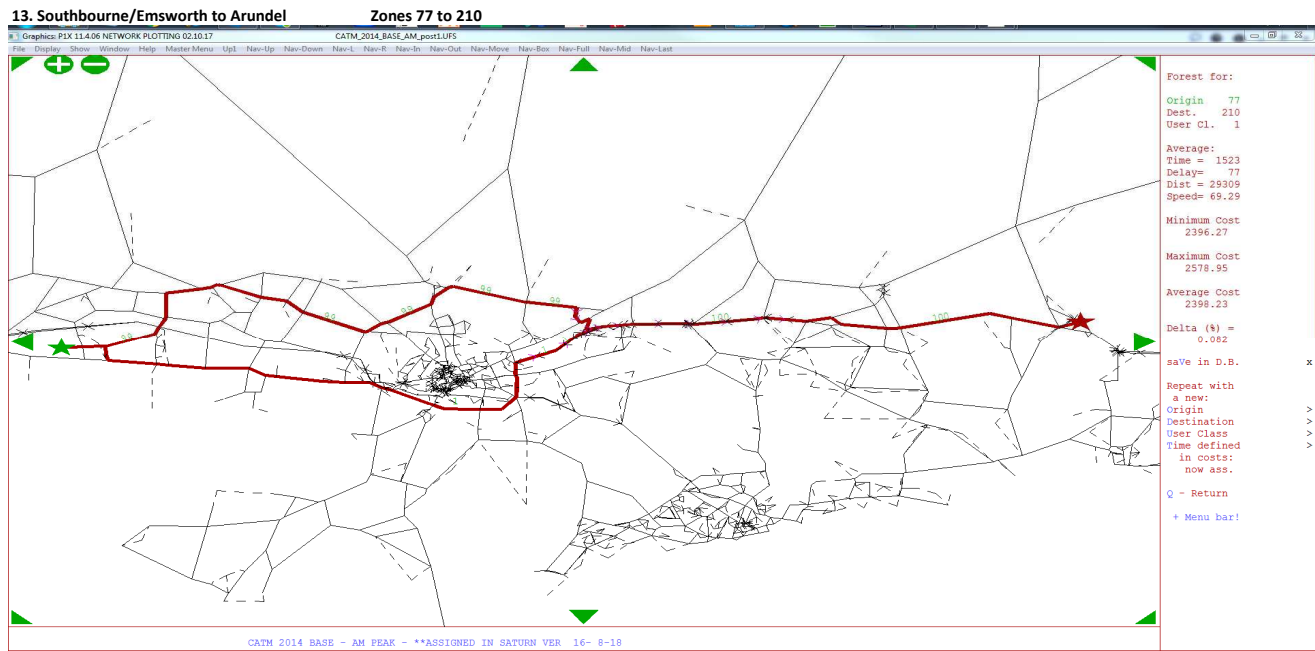 13. Southbourne/Emsworth to Arundel Zones 77 to 210
Graphics: P1X 11.4.06 NETWORK PLOTTING 02.10.17 CATM_2014_BASE_AM_post1.UFS
File Display Show Window Help MasterMenu Up1 Nav-Up Nav-Down Nav-L Nav-R Nav-In Nav-Out Nav-Move Nav-Box Nav-Full Nav-Mid Nav-Last
Forest for:
Origin 77
Dest. 210
User Cl. 1
Average:
Time = 1523
Delay= 77
Dist = 29309
Speed= 69.29
Minimum Cost
2396.27
Maximum Cost
2578.95
Average Cost
2398.23
Delta (%) =
0.082
saVe in D.B. x
Repeat with
a new:
Origin >
Destination >
User Class >
Time defined >
in costs:
now ass.
Q - Return
+ Menu bar!
99
99
99
100
100
1
CATM 2014 BASE - AM PEAK - **ASSIGNED IN SATURN VER 16- 8-18